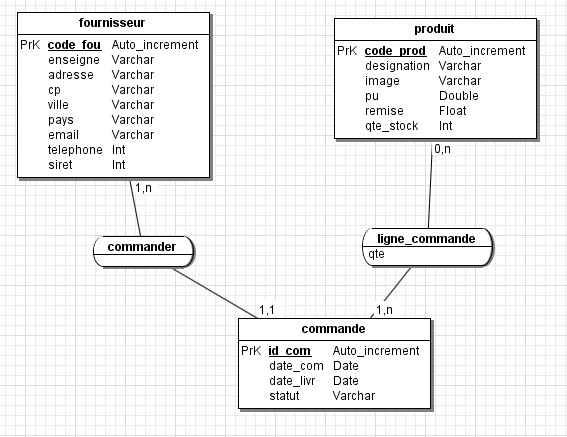 fournisseur
PrK code_fou Auto_increment
enseigne Varchar
adresse Varchar
cp Varchar
ville Varchar
pays Varchar
email Varchar
telephone Int
siret Int
1,n
produit
PrK code_prod Auto_increment
designation Varchar
image Varchar
pu Double
remise Float
qte_stock Int
0,n
commander
ligne_commande
qte
1,1
1,n
commande
PrK id_com Auto_increment
date_com Date
date_livr Date
statut Varchar